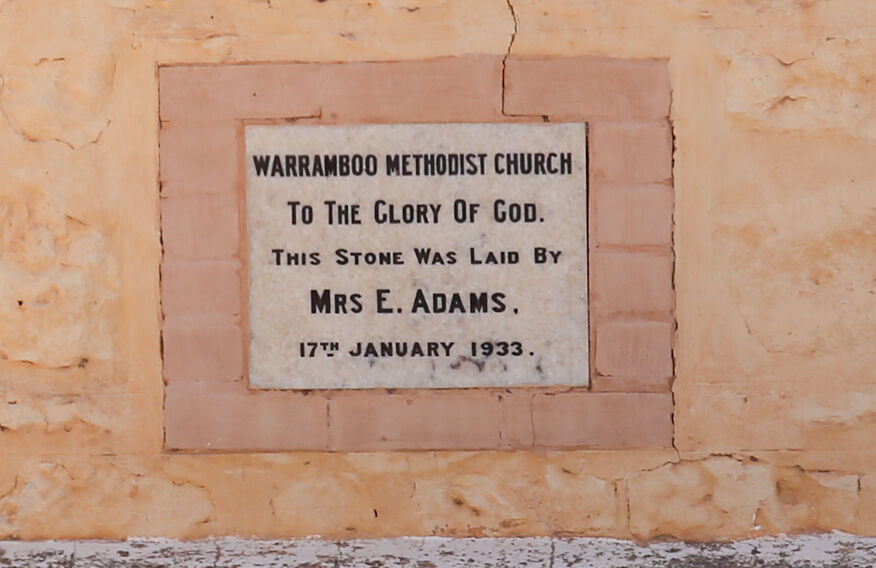 WARRAMBOO METHODIST CHURCH
TO THE GLORY OF GOD.
THIS STONE WAS LAID BY
MRS E. ADAMS,
17TH JANUARY 1933.